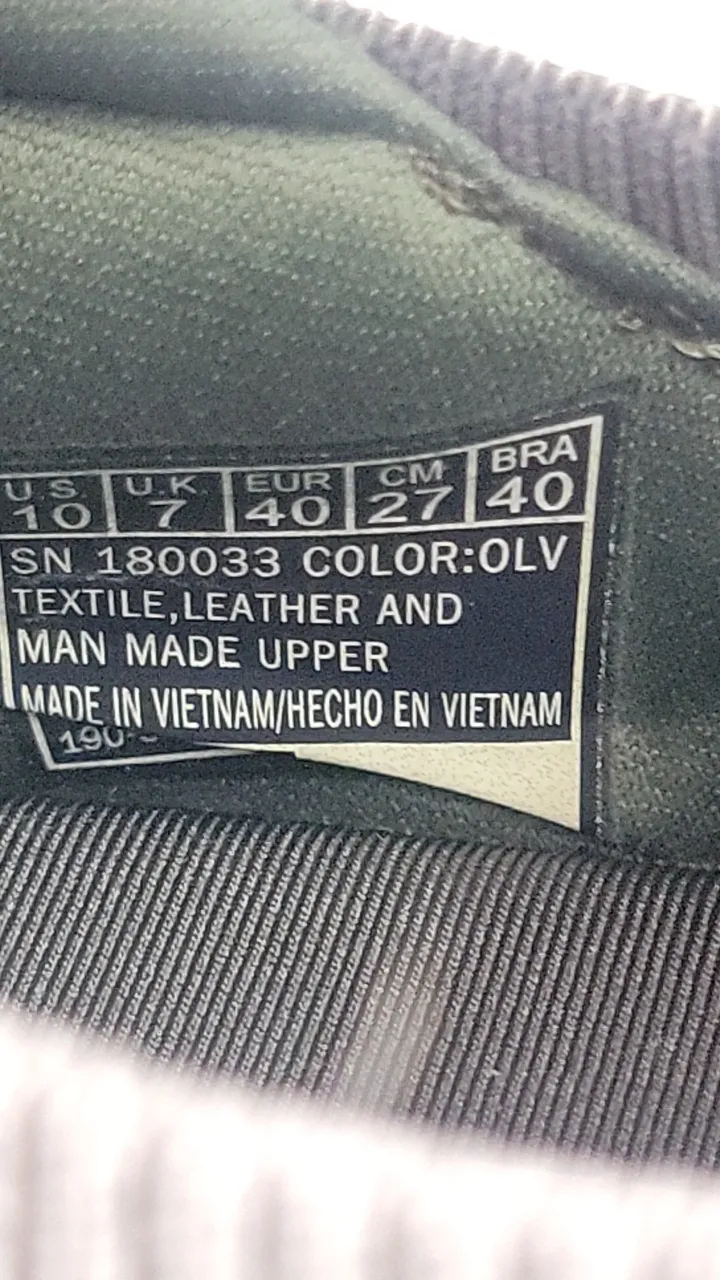 U.S. U.K. EUR CM BRA
10 7 40 27 40
SN 180033 COLOR:OLV
TEXTILE,LEATHER AND
MAN MADE UPPER
MADE IN VIETNAM/HECHO EN VIETNAM